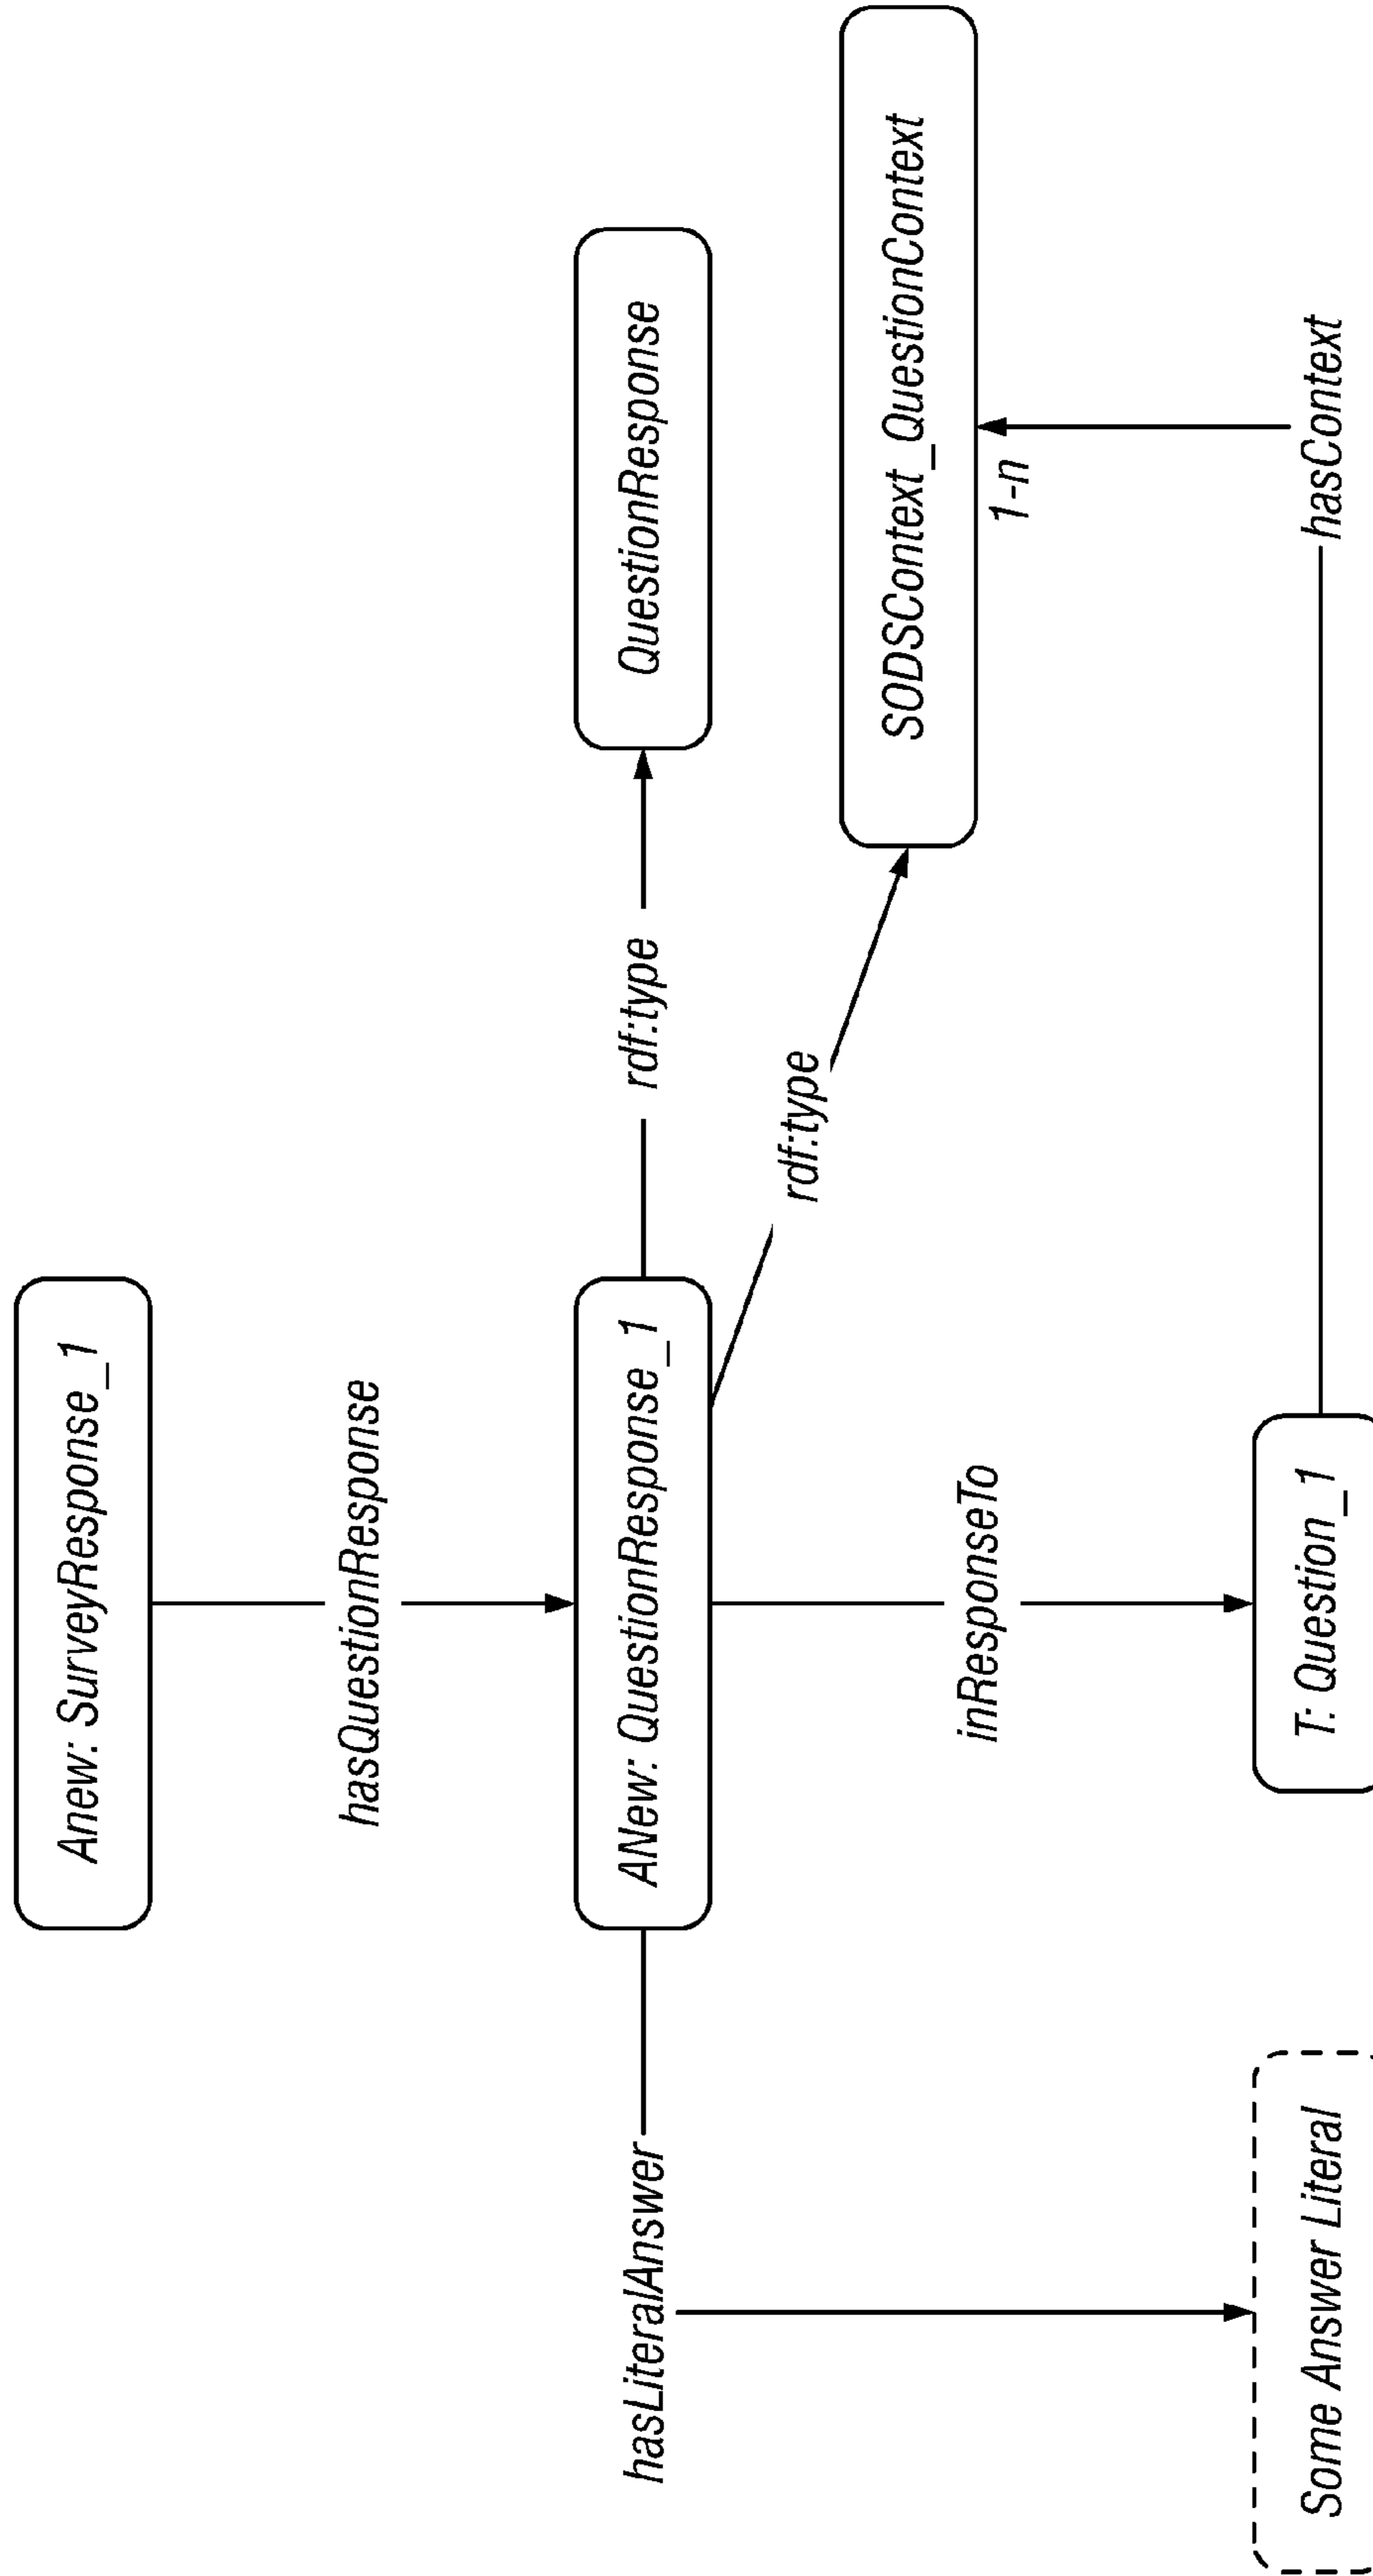 Anew: SurveyResponse_1
hasQuestionResponse
ANew: QuestionResponse_1
rdf:type
QuestionResponse
hasLiteralAnswer
rdf:type
SODSContext_QuestionContext
inResponseTo
1-n
Some Answer Literal
T: Question_1
hasContext